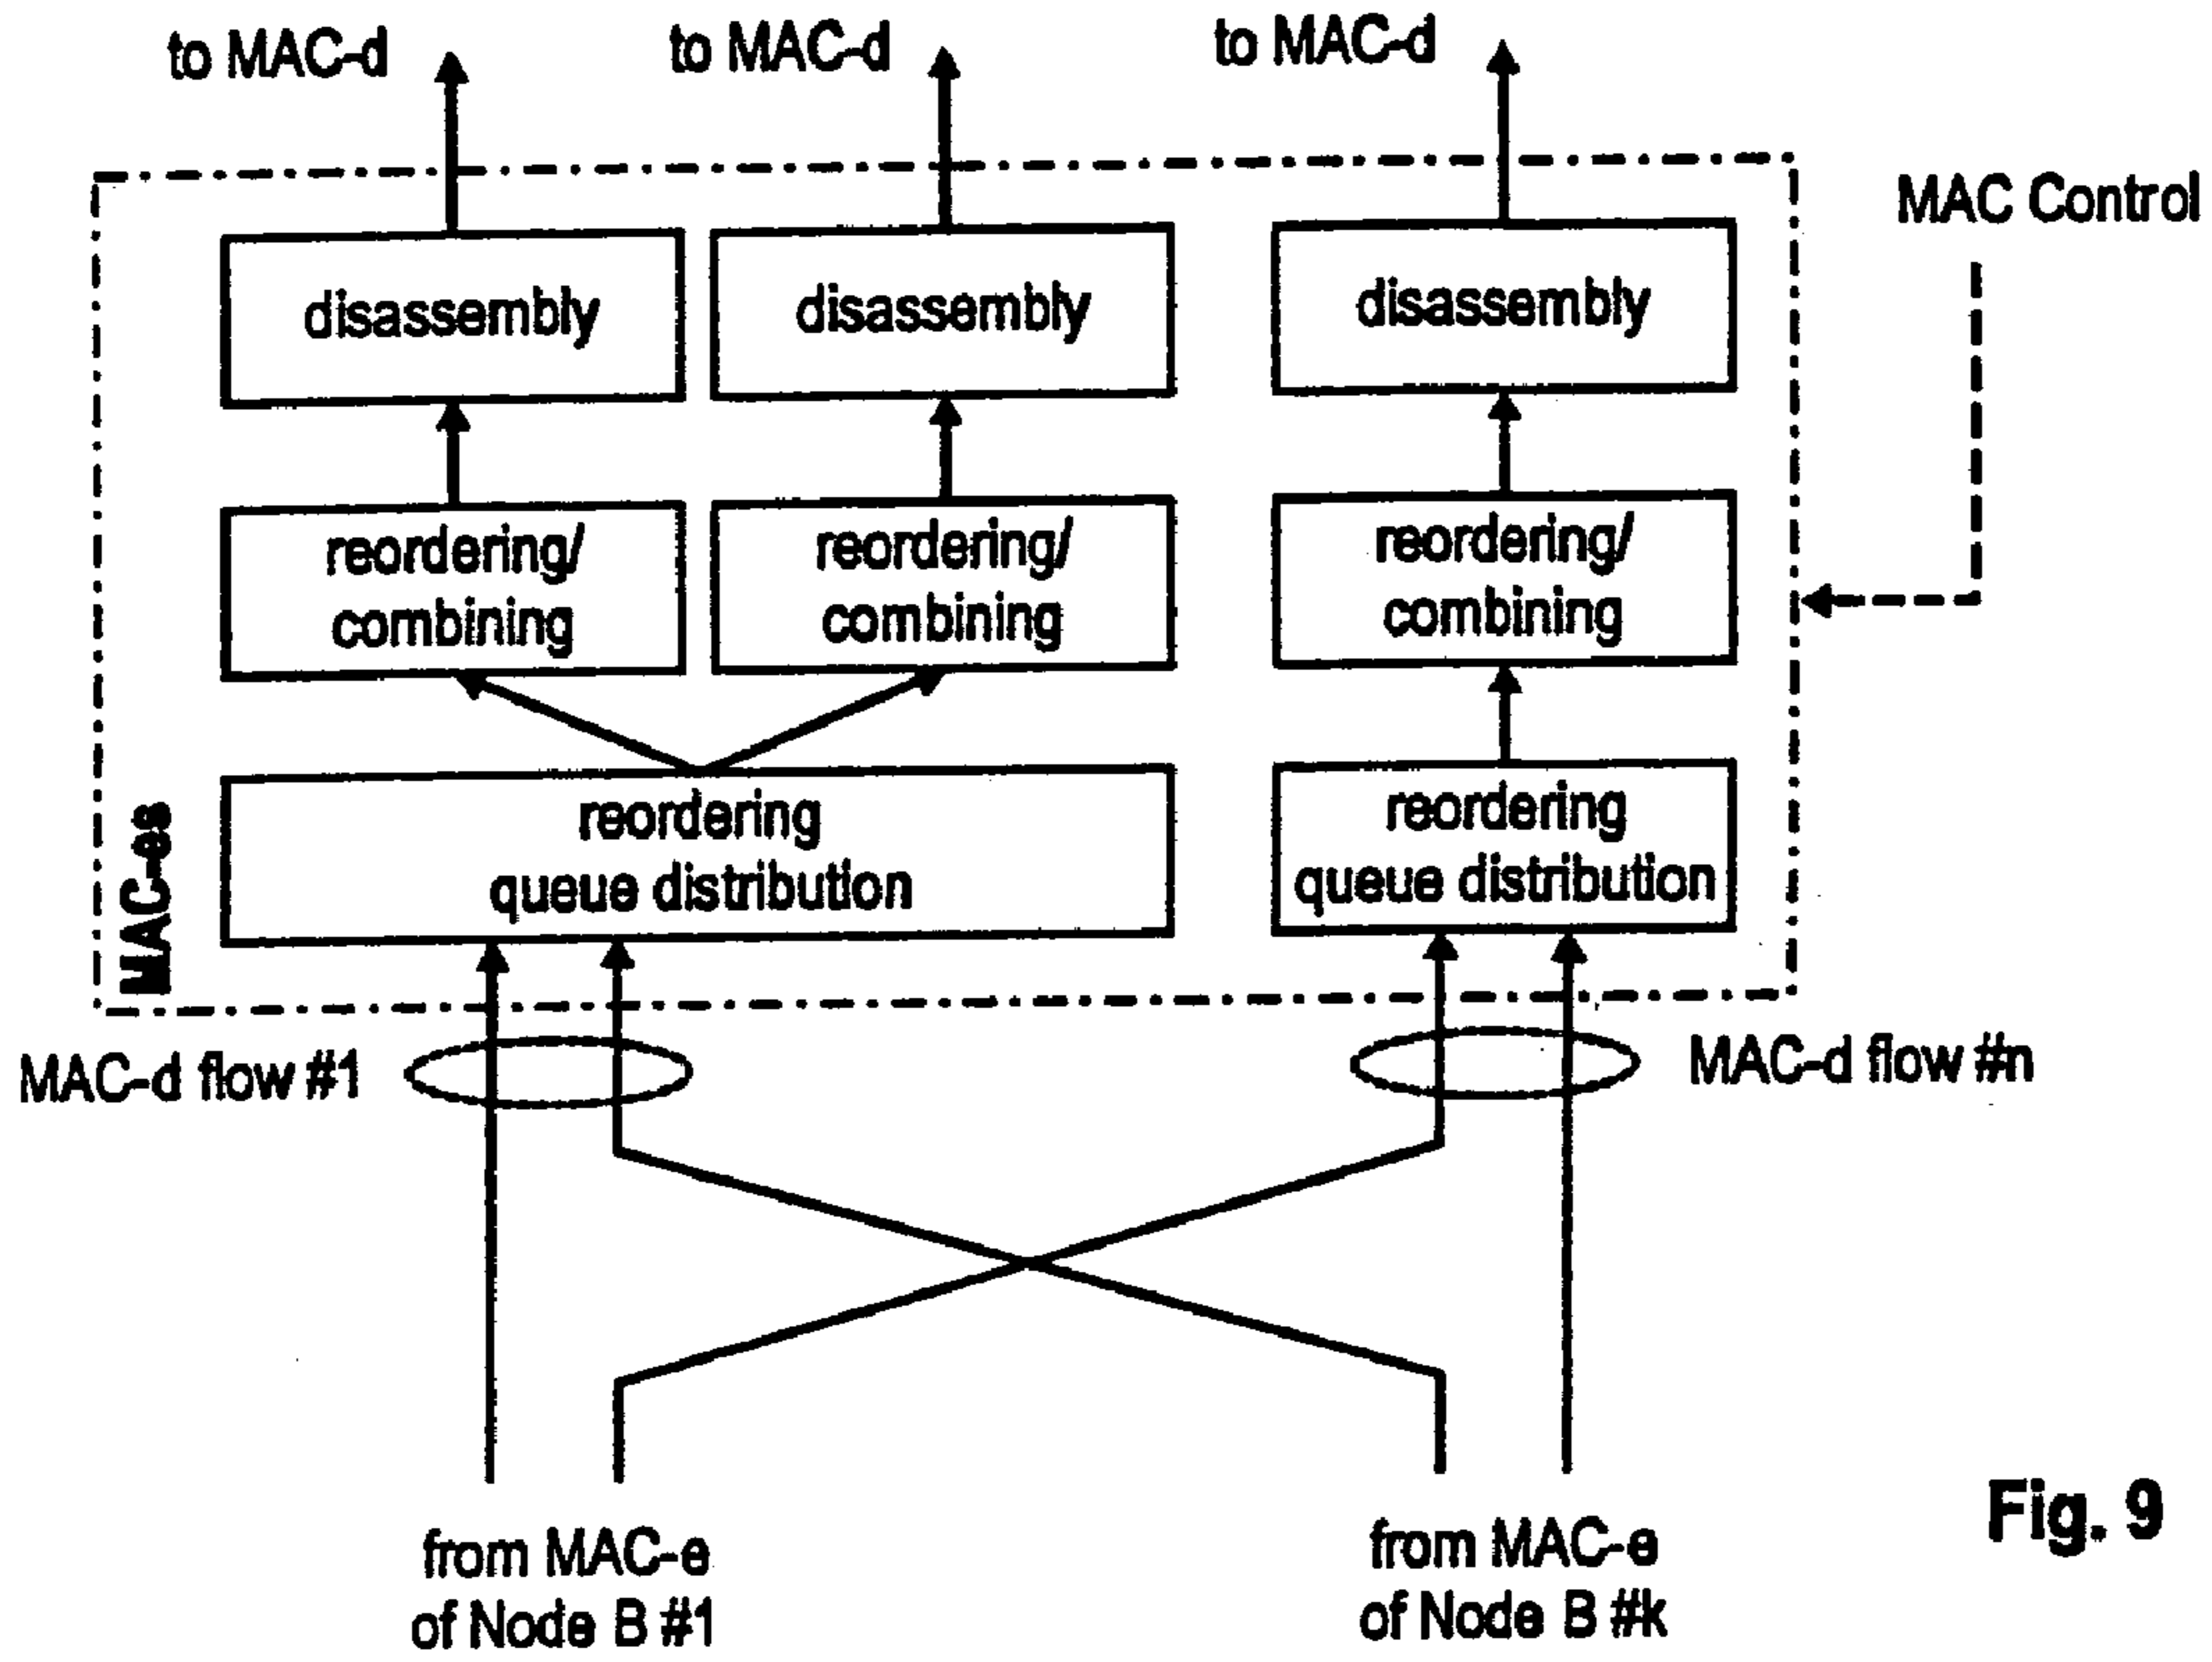 to MAC-d
to MAC-d
to MAC-d
MAC Control
disassembly
disassembly
disassembly
reordering/
combining
reordering/
combining
reordering/
combining
reordering
queue distribution
reordering
queue distribution
MAC-es
MAC-d flow #1
MAC-d flow #n
from MAC-e
of Node B #1
from MAC-e
of Node B #k
Fig. 9